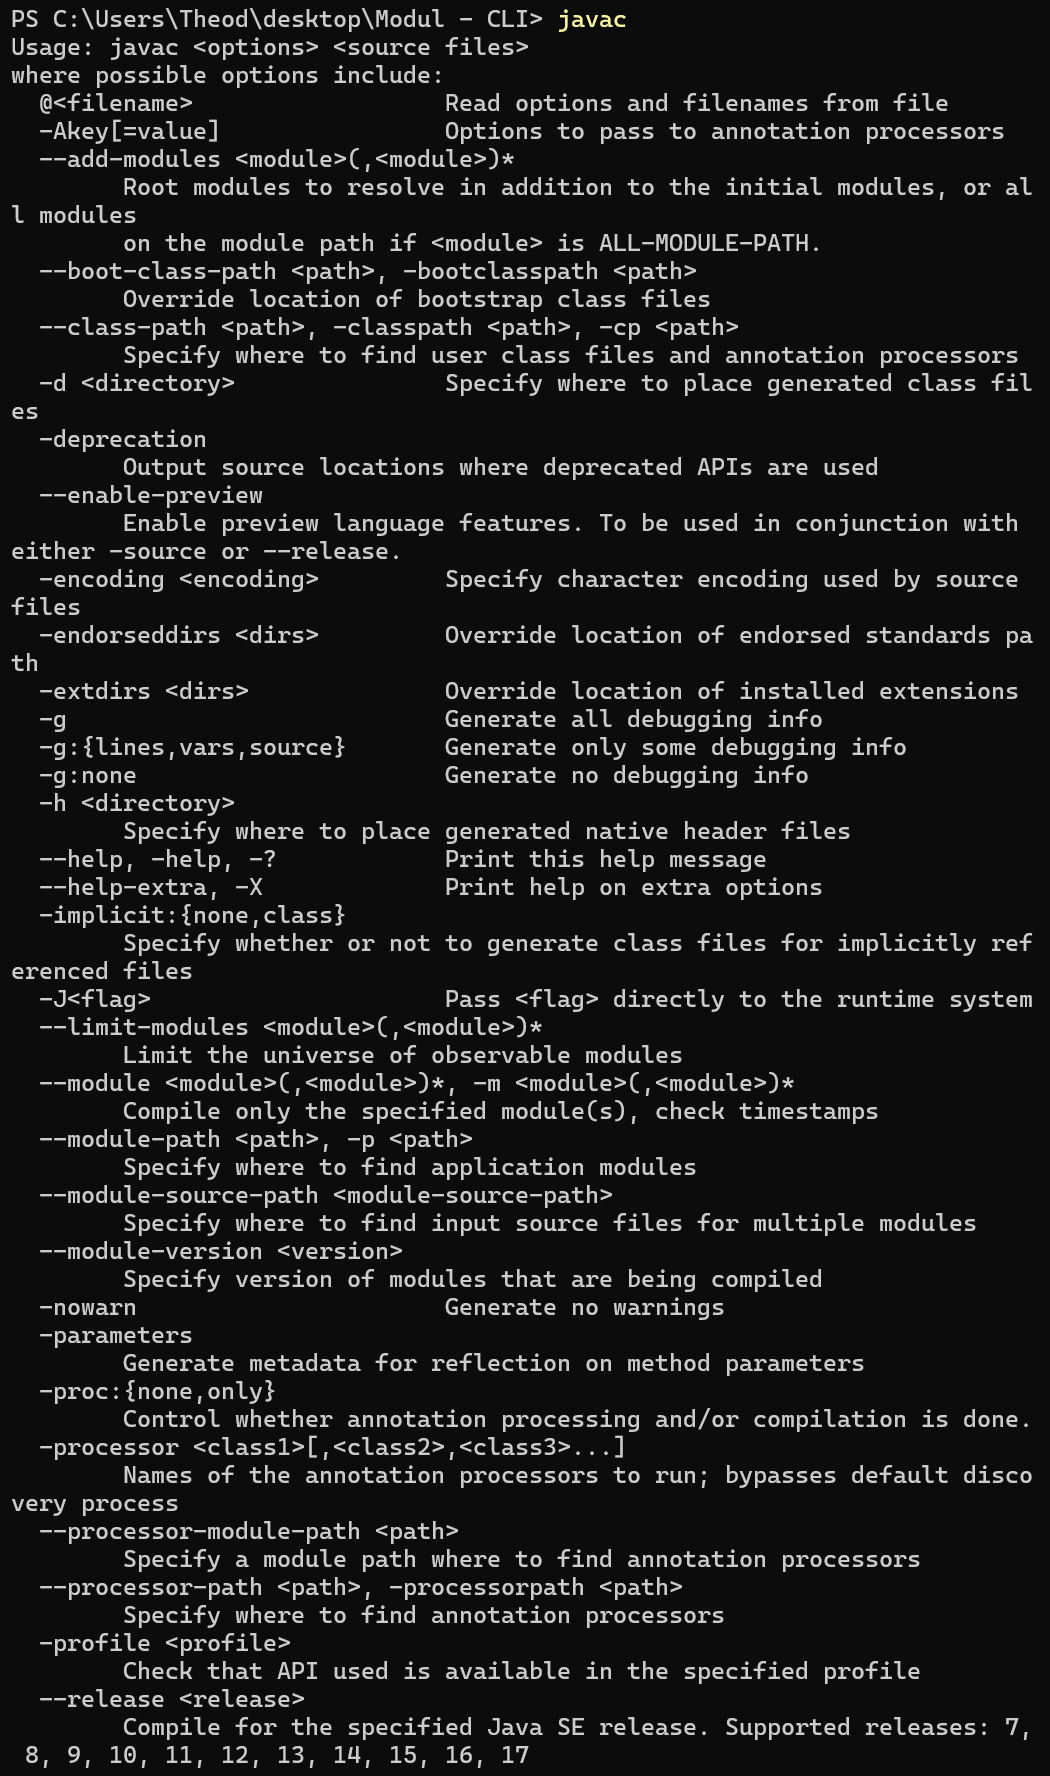 PS C:\Users\Theod\desktop\Modul - CLI> javac
Usage: javac <options> <source files>
where possible options include:
  @<filename>                  Read options and filenames from file
  -Akey[=value]                Options to pass to annotation processors
  --add-modules <module>(,<module>)*
        Root modules to resolve in addition to the initial modules, or al
l modules
        on the module path if <module> is ALL-MODULE-PATH.
  --boot-class-path <path>, -bootclasspath <path>
        Override location of bootstrap class files
  --class-path <path>, -classpath <path>, -cp <path>
        Specify where to find user class files and annotation processors
  -d <directory>               Specify where to place generated class fil
es
  -deprecation
        Output source locations where deprecated APIs are used
  --enable-preview
        Enable preview language features. To be used in conjunction with
either -source or --release.
  -encoding <encoding>         Specify character encoding used by source
files
  -endorseddirs <dirs>         Override location of endorsed standards pa
th
  -extdirs <dirs>              Override location of installed extensions
  -g                           Generate all debugging info
  -g:{lines,vars,source}       Generate only some debugging info
  -g:none                      Generate no debugging info
  -h <directory>
        Specify where to place generated native header files
  --help, -help, -?            Print this help message
  --help-extra, -X             Print help on extra options
  -implicit:{none,class}
        Specify whether or not to generate class files for implicitly ref
erenced files
  -J<flag>                     Pass <flag> directly to the runtime system
  --limit-modules <module>(,<module>)*
        Limit the universe of observable modules
  --module <module>(,<module>)*, -m <module>(,<module>)*
        Compile only the specified module(s), check timestamps
  --module-path <path>, -p <path>
        Specify where to find application modules
  --module-source-path <module-source-path>
        Specify where to find input source files for multiple modules
  --module-version <version>
        Specify version of modules that are being compiled
  -nowarn                      Generate no warnings
  -parameters
        Generate metadata for reflection on method parameters
  -proc:{none,only}
        Control whether annotation processing and/or compilation is done.
  -processor <class1>[,<class2>,<class3>...]
        Names of the annotation processors to run; bypasses default disco
very process
  --processor-module-path <path>
        Specify a module path where to find annotation processors
  --processor-path <path>, -processorpath <path>
        Specify where to find annotation processors
  -profile <profile>
        Check that API used is available in the specified profile
  --release <release>
        Compile for the specified Java SE release. Supported releases: 7,
 8, 9, 10, 11, 12, 13, 14, 15, 16, 17